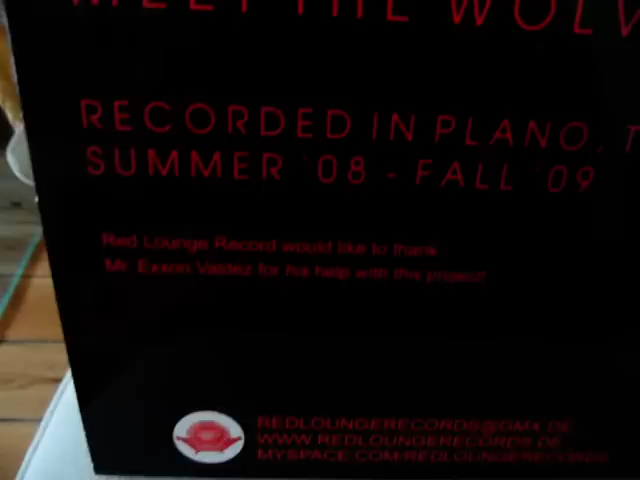 MEET THE WOLV
RECORDED IN PLANO, T
SUMMER '08 - FALL '09
Red Lounge Record would like to thank
Mr. Exxon Valdez for his help with this project!
REDLOUNGERECORDS@GMX.DE
WWW.REDLOUNGERECORDS.DE
MYSPACE.COM/REDLOUNGERECORDS